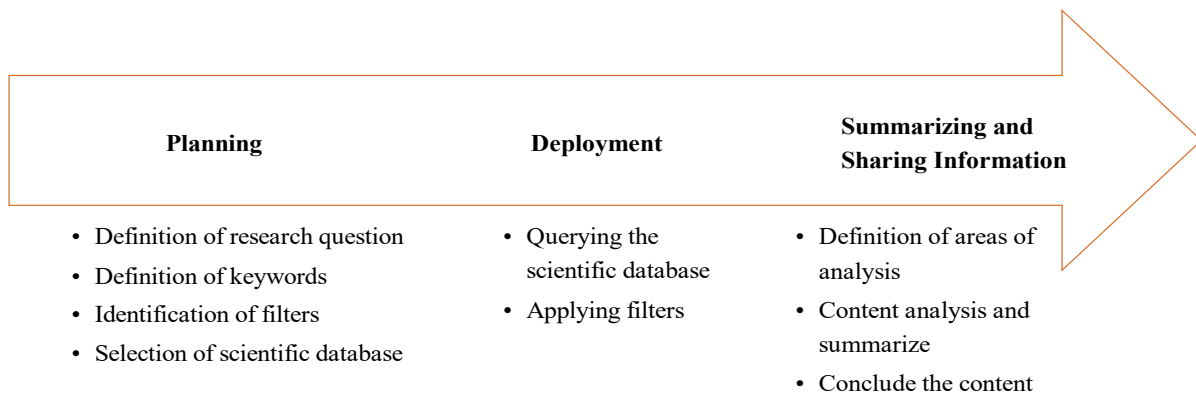 Planning
Deployment
Summarizing and
Sharing Information
• Definition of research question
• Definition of keywords
• Identification of filters
• Selection of scientific database
• Querying the
scientific database
• Applying filters
• Definition of areas of
analysis
• Content analysis and
summarize
• Conclude the content